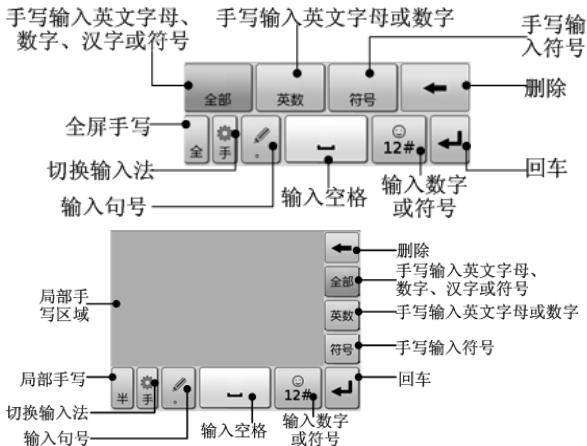 手写输入英文字母、
数字、汉字或符号
手写输入英文字母或数字
手写输
入符号
全部
英数
符号
删除
全屏手写
全
手
。
12#
回车
切换输入法
输入句号
输入空格
输入数字
或符号
删除
全部
手写输入英文字母、
数字、汉字或符号
局部手
写区域
英数
手写输入英文字母或数字
符号
手写输入符号
局部手写
半
手
。
12#
回车
切换输入法
输入句号
输入空格
输入数字
或符号